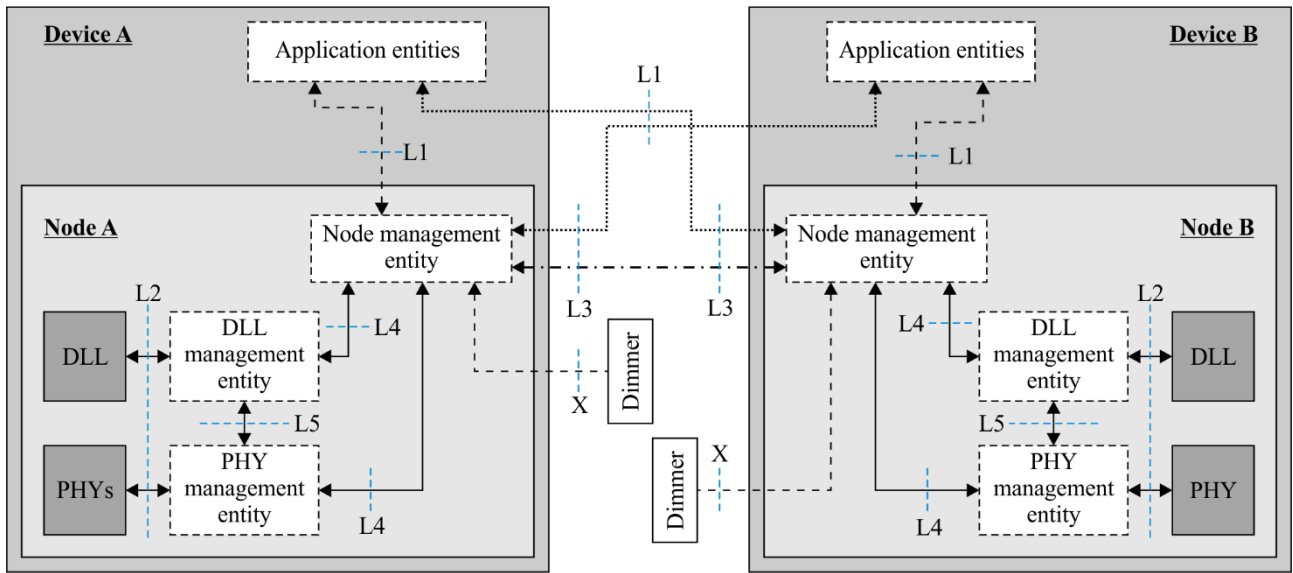 Device A
Application entities
L1
Node A
Node management
entity
L2
DLL
DLL
management
entity
L4
L5
PHYs
PHY
management
entity
L4
L1
L3
L3
X
Dimmer
X
Dimmer
Device B
Application entities
L1
Node B
Node management
entity
L4
DLL
management
entity
L2
DLL
L5
PHY
management
entity
PHY
L4